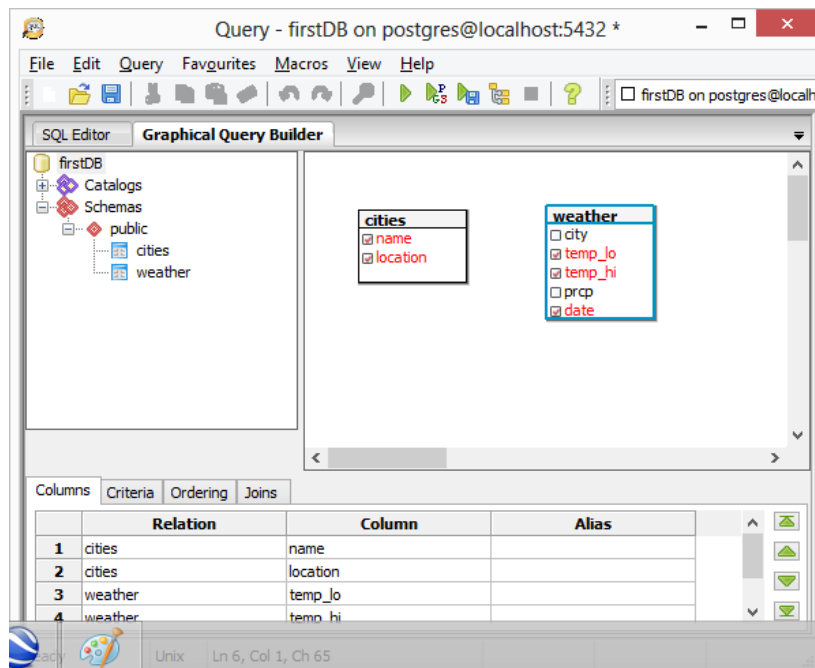 Query - firstDB on postgres@localhost:5432 *
File Edit Query Favourites Macros View Help
firstDB on postgres@localh
SQL Editor Graphical Query Builder
firstDB
Catalogs
Schemas
public
cities
weather
cities
name
location
weather
city
temp_lo
temp_hi
prcp
date
Columns Criteria Ordering Joins
Relation Column Alias
1 cities name
2 cities location
3 weather temp_lo
4 weather temp_hi
Unix Ln 6, Col 1, Ch 65